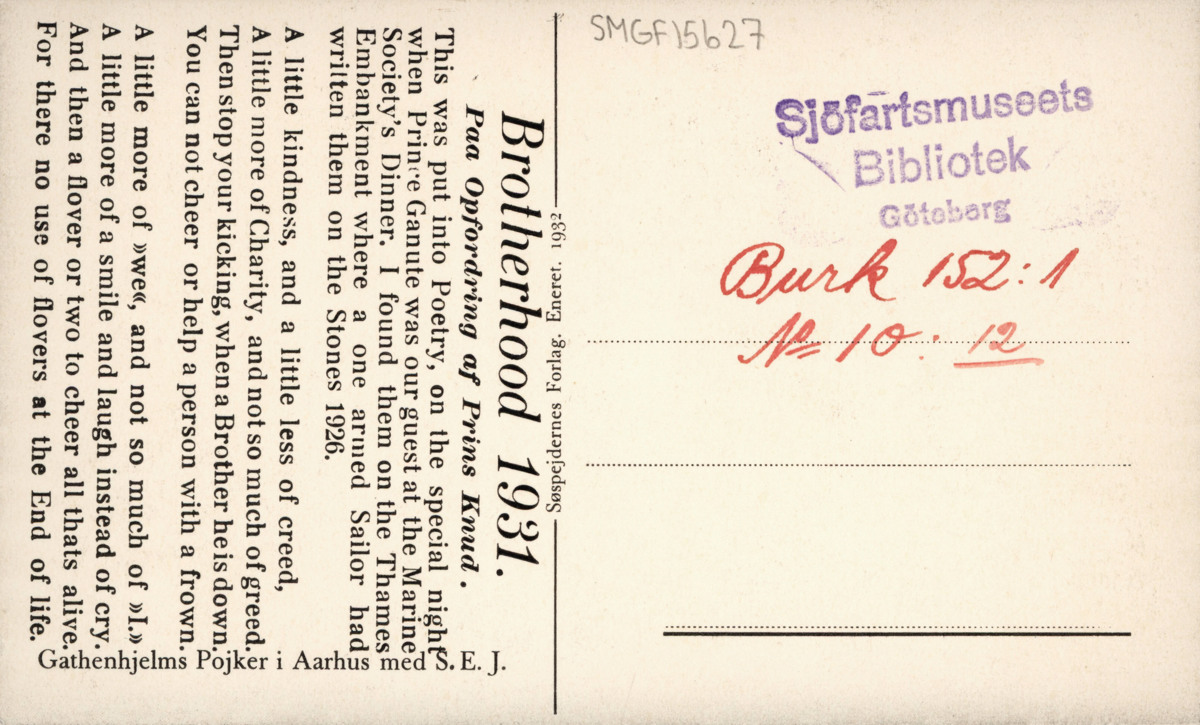 Brotherhood 1931.
Paa Opfordring af Prins Knud.
This was put into Poetry, on the special night
when Prince Ganute was our guest at the Marine
Society's Dinner. I found them on the Thames
Embankment where a one armed Sailor had
written them on the Stones 1926.
A little kindness, and a little less of creed,
A little more of Charity, and not so much of greed.
Then stop your kicking, when a Brother he is down.
You can not cheer or help a person with a frown.
A little more of »we«, and not so much of »I.»
A little more of a smile and laugh instead of cry.
And then a flover or two to cheer all thats alive.
For there no use of flovers at the End of life.
Gathenhjelms Pojker i Aarhus med S. E. J.
Søspejdernes Forlag. Eneret. 1932
SMGF15627
Sjöfartsmuseets
Bibliotek
Göteborg
Burk 152:1
No 10: 12